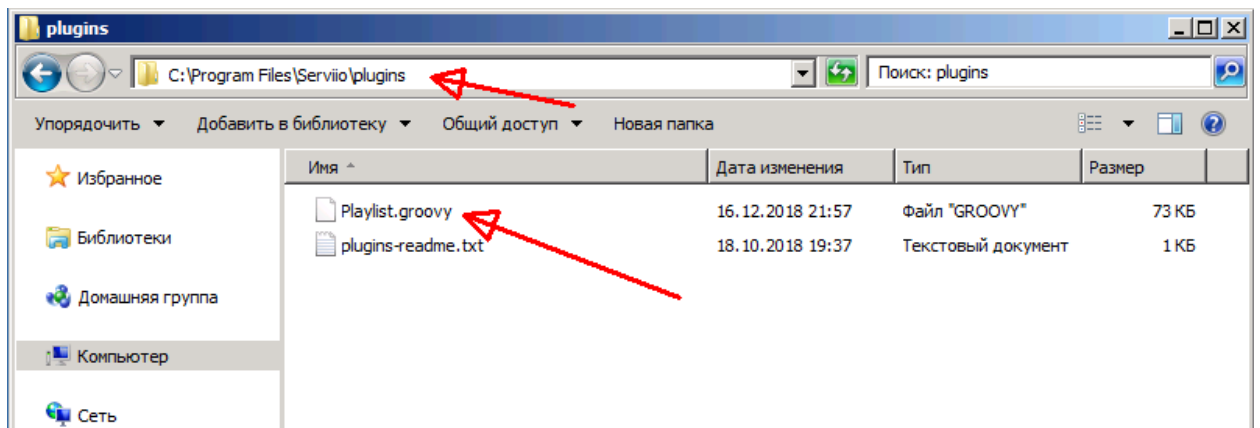 plugins
C:\Program Files\Serviio\plugins
Поиск: plugins
Упорядочить Добавить в библиотеку Общий доступ Новая папка
Избранное
Библиотеки
Домашняя группа
Компьютер
Сеть
Имя Дата изменения Тип Размер
Playlist.groovy 16.12.2018 21:57 Файл "GROOVY" 73 КБ
plugins-readme.txt 18.10.2018 19:37 Текстовый документ 1 КБ